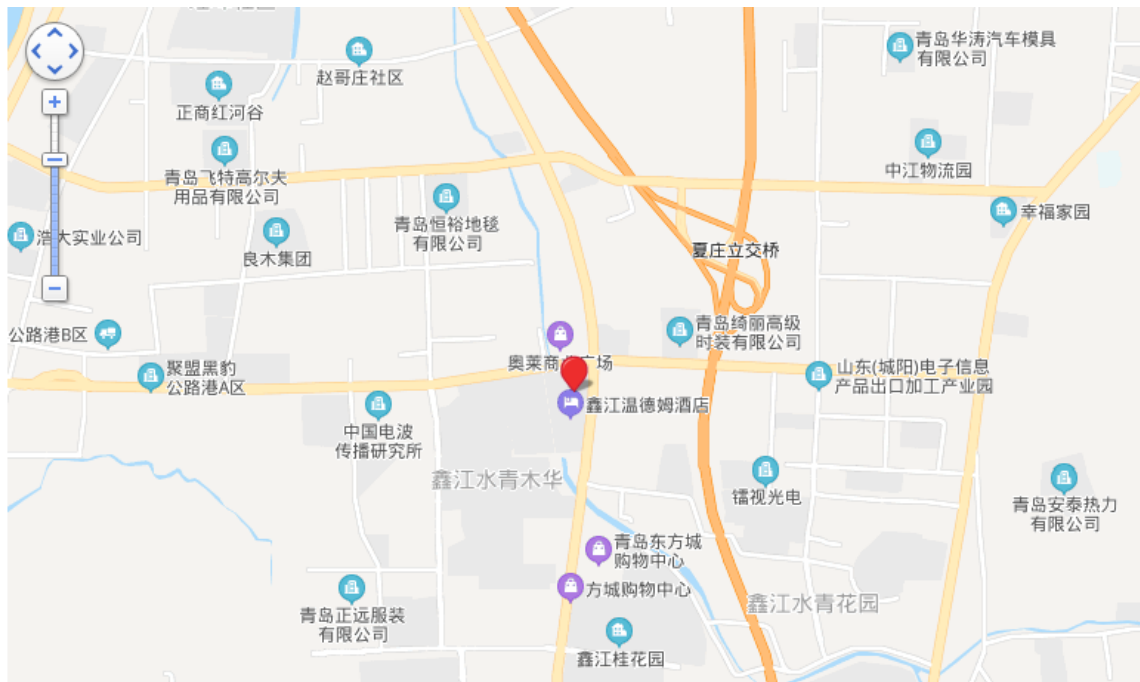 青岛华涛汽车模具
有限公司
赵哥庄社区
正商红河谷
中江物流园
青岛飞特高尔夫
用品有限公司
幸福家园
青岛恒裕地毯
有限公司
浩大实业公司
良木集团
夏庄立交桥
公路港B区
青岛绮丽高级
时装有限公司
聚盟黑豹
公路港A区
奥莱商
广场
山东(城阳)电子信息
产品出口加工产业园
鑫江温德姆酒店
中国电波
传播研究所
鑫江水青木华
镭视光电
青岛安泰热力
有限公司
青岛东方城
购物中心
方城购物中心
鑫江水青花园
青岛正远服装
有限公司
鑫江桂花园